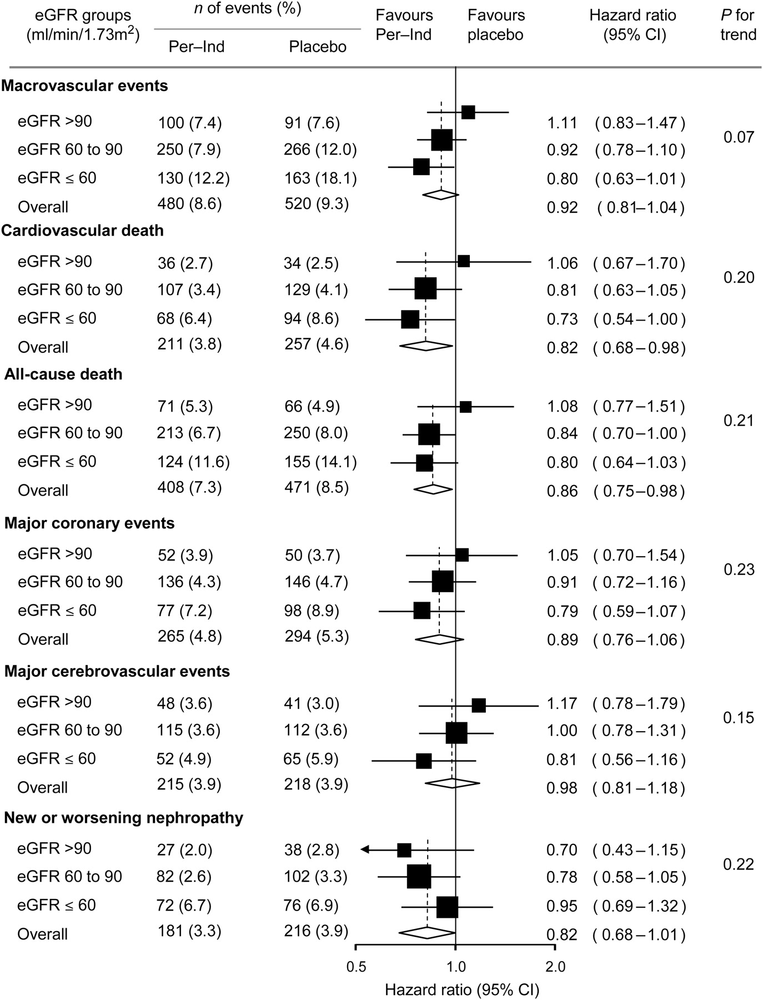 eGFR groups
(ml/min/1.73m2)
n of events (%)
Per–Ind
Placebo
Favours
Per–Ind
Favours
placebo
Hazard ratio
(95% CI)
P for
trend
Macrovascular events
eGFR >90 100 (7.4) 91 (7.6) 1.11 (0.83–1.47)
0.07
eGFR 60 to 90 250 (7.9) 266 (12.0) 0.92 (0.78–1.10)
eGFR ≤ 60 130 (12.2) 163 (18.1) 0.80 (0.63–1.01)
Overall 480 (8.6) 520 (9.3) 0.92 ( 0.81–1.04)
Cardiovascular death
eGFR >90 36 (2.7) 34 (2.5) 1.06 ( 0.67–1.70)
0.20
eGFR 60 to 90 107 (3.4) 129 (4.1) 0.81 ( 0.63–1.05)
eGFR ≤ 60 68 (6.4) 94 (8.6) 0.73 ( 0.54–1.00)
Overall 211 (3.8) 257 (4.6) 0.82 ( 0.68–0.98)
All-cause death
eGFR >90 71 (5.3) 66 (4.9) 1.08 ( 0.77–1.51)
0.21
eGFR 60 to 90 213 (6.7) 250 (8.0) 0.84 ( 0.70–1.00)
eGFR ≤ 60 124 (11.6) 155 (14.1) 0.80 ( 0.64–1.03)
Overall 408 (7.3) 471 (8.5) 0.86 ( 0.75–0.98)
Major coronary events
eGFR >90 52 (3.9) 50 (3.7) 1.05 ( 0.70–1.54)
0.23
eGFR 60 to 90 136 (4.3) 146 (4.7) 0.91 ( 0.72–1.16)
eGFR ≤ 60 77 (7.2) 98 (8.9) 0.79 ( 0.59–1.07)
Overall 265 (4.8) 294 (5.3) 0.89 ( 0.76–1.06)
Major cerebrovascular events
eGFR >90 48 (3.6) 41 (3.0) 1.17 ( 0.78–1.79)
0.15
eGFR 60 to 90 115 (3.6) 112 (3.6) 1.00 ( 0.78–1.31)
eGFR ≤ 60 52 (4.9) 65 (5.9) 0.81 ( 0.56–1.16)
Overall 215 (3.9) 218 (3.9) 0.98 ( 0.81–1.18)
New or worsening nephropathy
eGFR >90 27 (2.0) 38 (2.8) 0.70 ( 0.43–1.15)
0.22
eGFR 60 to 90 82 (2.6) 102 (3.3) 0.78 ( 0.58–1.05)
eGFR ≤ 60 72 (6.7) 76 (6.9) 0.95 ( 0.69–1.32)
Overall 181 (3.3) 216 (3.9) 0.82 ( 0.68–1.01)
0.5 1.0 2.0
Hazard ratio (95% CI)